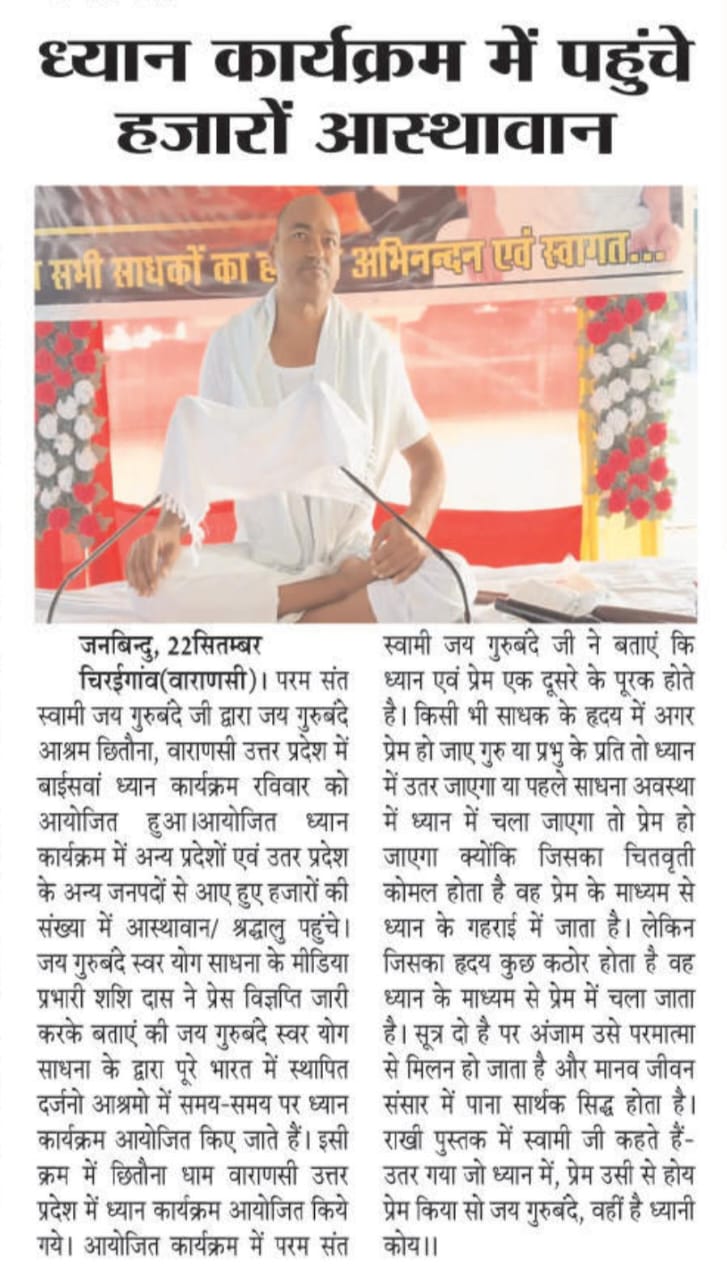 ध्यान कार्यक्रम में पहुंचे
हजारों आस्थावान
सभी साधकों का अभिनन्दन एवं स्वागत...
जनबिन्दु, 22सितम्बर
चिरईगांव(वाराणसी)। परम संत
स्वामी जय गुरुबंदे जी द्वारा जय गुरुबंदे
आश्रम छितौना, वाराणसी उत्तर प्रदेश में
बाईसवां ध्यान कार्यक्रम रविवार को
आयोजित हुआ।आयोजित ध्यान
कार्यक्रम में अन्य प्रदेशों एवं उतर प्रदेश
के अन्य जनपदों से आए हुए हजारों की
संख्या में आस्थावान/ श्रद्धालु पहुंचे।
जय गुरुबंदे स्वर योग साधना के मीडिया
प्रभारी शशि दास ने प्रेस विज्ञप्ति जारी
करके बताएं की जय गुरुबंदे स्वर योग
साधना के द्वारा पूरे भारत में स्थापित
दर्जनो आश्रमो में समय-समय पर ध्यान
कार्यक्रम आयोजित किए जाते हैं। इसी
क्रम में छितौना धाम वाराणसी उत्तर
प्रदेश में ध्यान कार्यक्रम आयोजित किये
गये। आयोजित कार्यक्रम में परम संत
स्वामी जय गुरुबंदे जी ने बताएं कि
ध्यान एवं प्रेम एक दूसरे के पूरक होते
है। किसी भी साधक के हृदय में अगर
प्रेम हो जाए गुरु या प्रभु के प्रति तो ध्यान
में उतर जाएगा या पहले साधना अवस्था
में ध्यान में चला जाएगा तो प्रेम हो
जाएगा क्योंकि जिसका चितवृती
कोमल होता है वह प्रेम के माध्यम से
ध्यान के गहराई में जाता है। लेकिन
जिसका हृदय कुछ कठोर होता है वह
ध्यान के माध्यम से प्रेम में चला जाता
है। सूत्र दो है पर अंजाम उसे परमात्मा
से मिलन हो जाता है और मानव जीवन
संसार में पाना सार्थक सिद्ध होता है।
राखी पुस्तक में स्वामी जी कहते हैं-
उतर गया जो ध्यान में, प्रेम उसी से होय
प्रेम किया सो जय गुरुबंदे, वहीं है ध्यानी
कोय।।